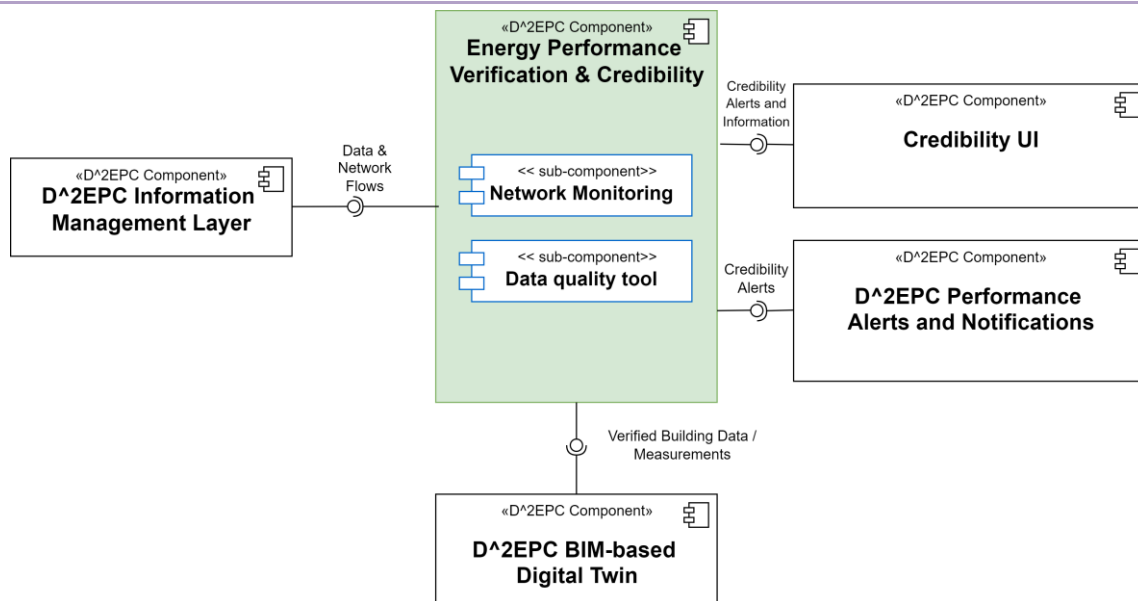 «D^2EPC Component»
Energy Performance
Verification & Credibility
<< sub-component>>
Network Monitoring
<< sub-component>>
Data quality tool
«D^2EPC Component»
D^2EPC Information
Management Layer
Data &
Network
Flows
Credibility
Alerts and
Information
«D^2EPC Component»
Credibility UI
Credibility
Alerts
«D^2EPC Component»
D^2EPC Performance
Alerts and Notifications
Verified Building Data /
Measurements
«D^2EPC Component»
D^2EPC BIM-based
Digital Twin